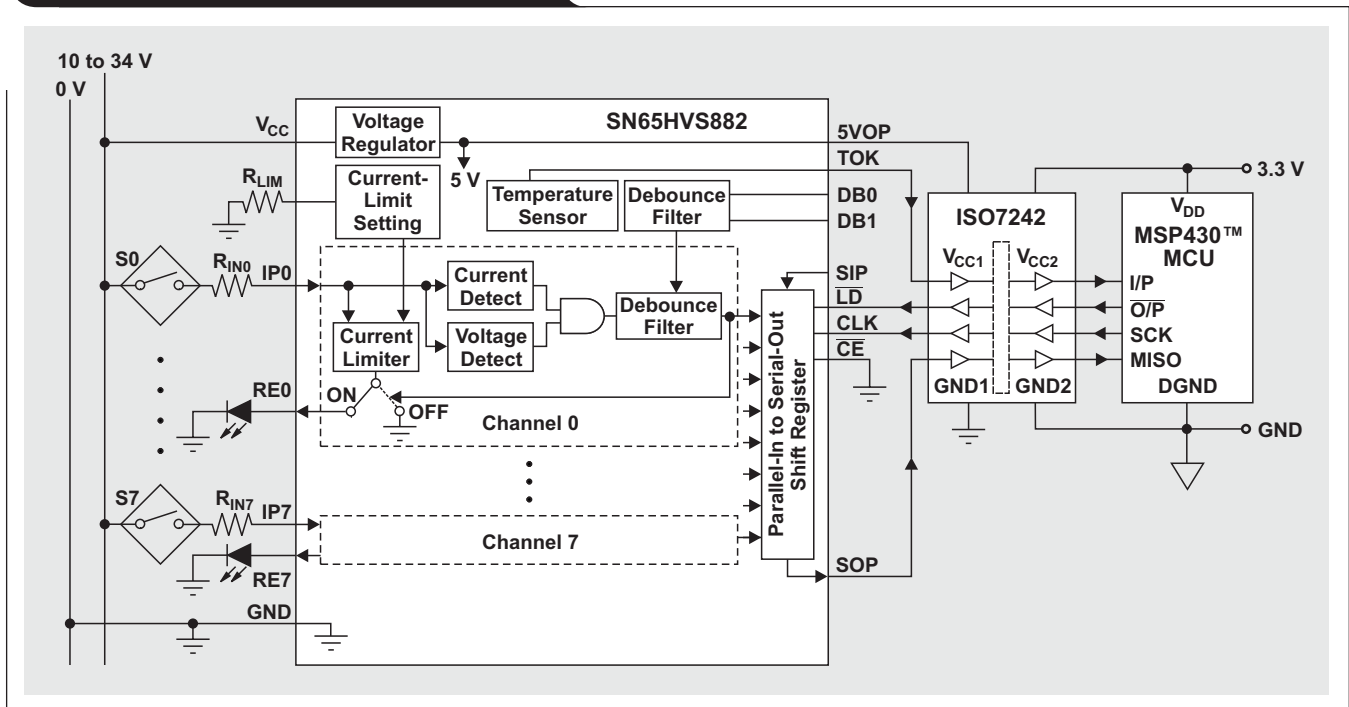 10 to 34 V
0 V
VCC
Voltage
Regulator
SN65HVS882
5VOP
TOK
5 V
RLIM
Current-
Limit
Setting
Temperature
Sensor
Debounce
Filter
DB0
DB1
ISO7242
3.3 V
VDD
MSP430™
MCU
S0
RIN0
IP0
Current
Detect
Voltage
Detect
Current
Limiter
Debounce
Filter
SIP
LD
CLK
CE
VCC1
VCC2
I/P
O/P
SCK
MISO
GND1
GND2
DGND
RE0
ON
OFF
Channel 0
Parallel-In to Serial-Out
Shift Register
GND
S7
RIN7
IP7
Channel 7
RE7
SOP
GND